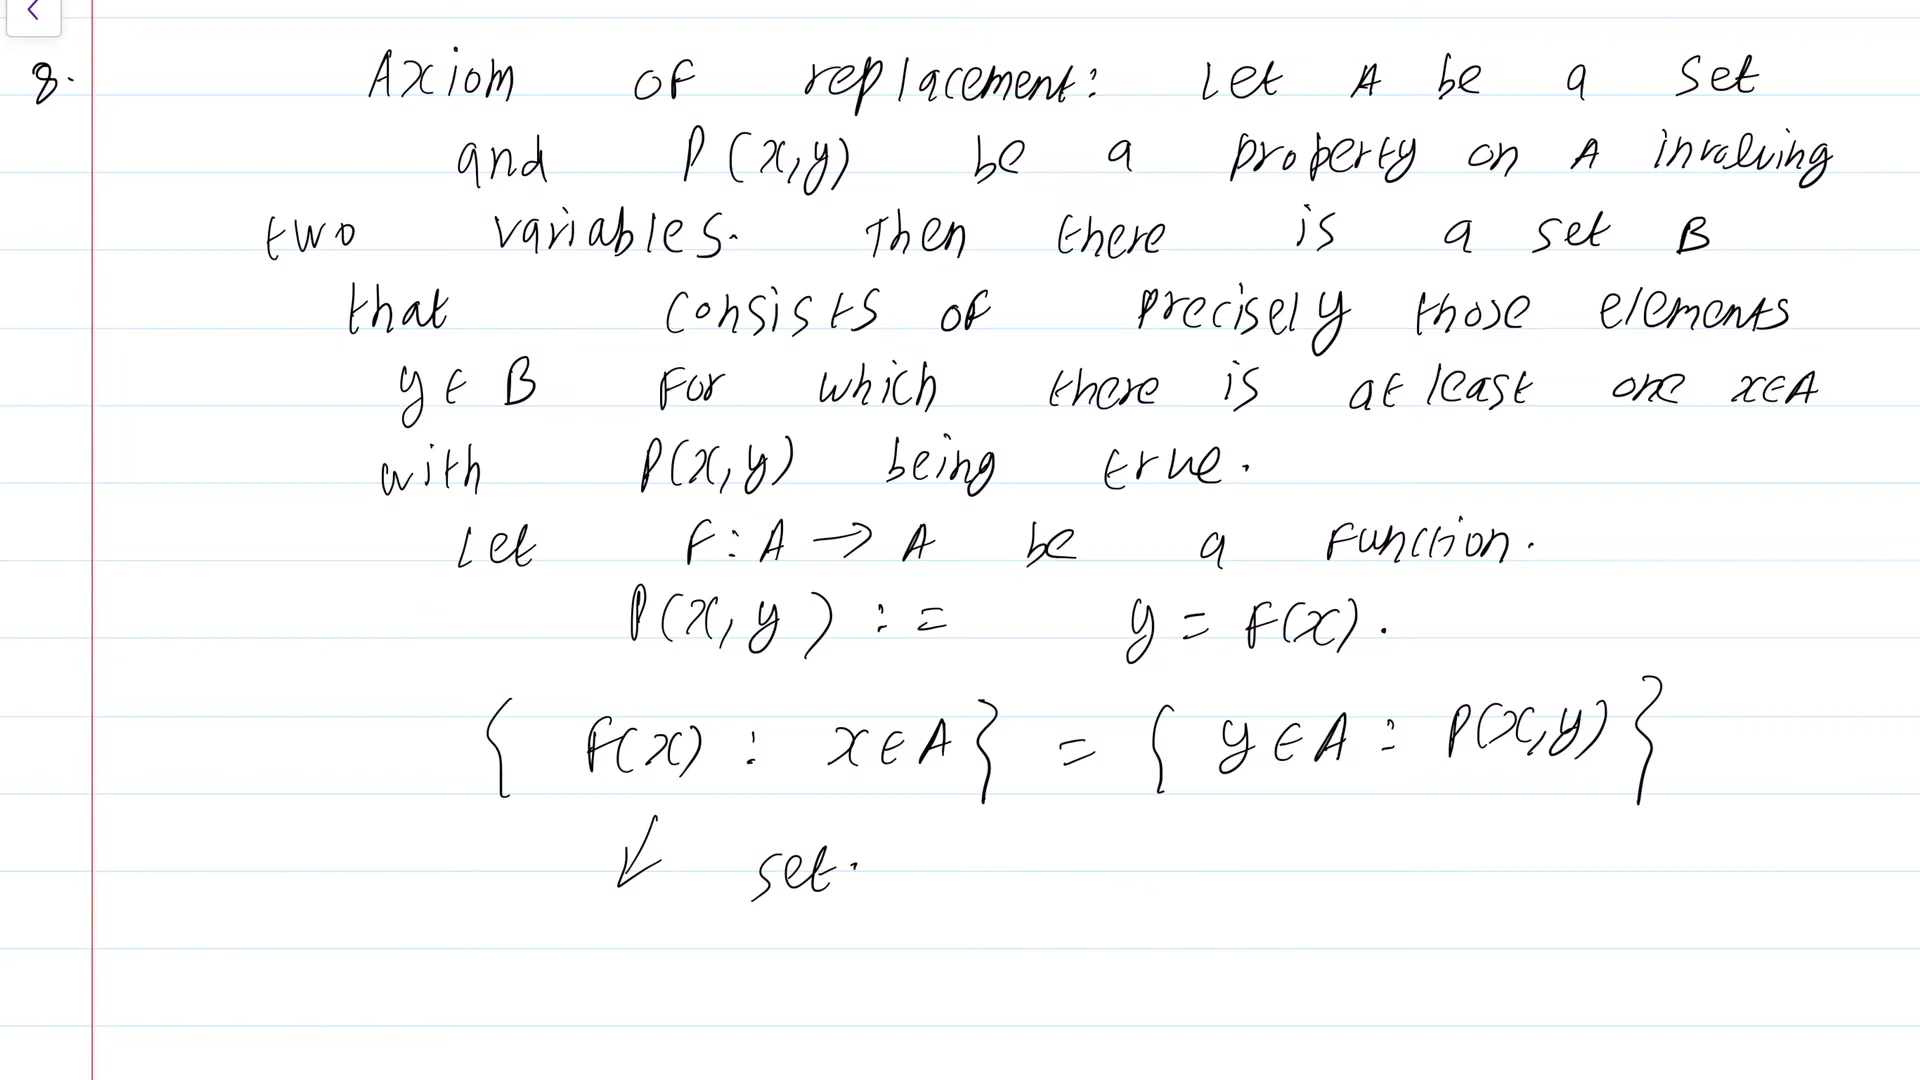 8. Axiom of replacement: Let A be a set
and P(x,y) be a property on A involving
two variables. Then there is a set B
that consists of precisely those elements
y ∈ B for which there is at least one x∈A
with P(x,y) being true.
Let f : A → A be a function.
P(x,y) := y = f(x).
{ f(x) : x ∈ A } = { y ∈ A : P(x,y) }
↓ set.